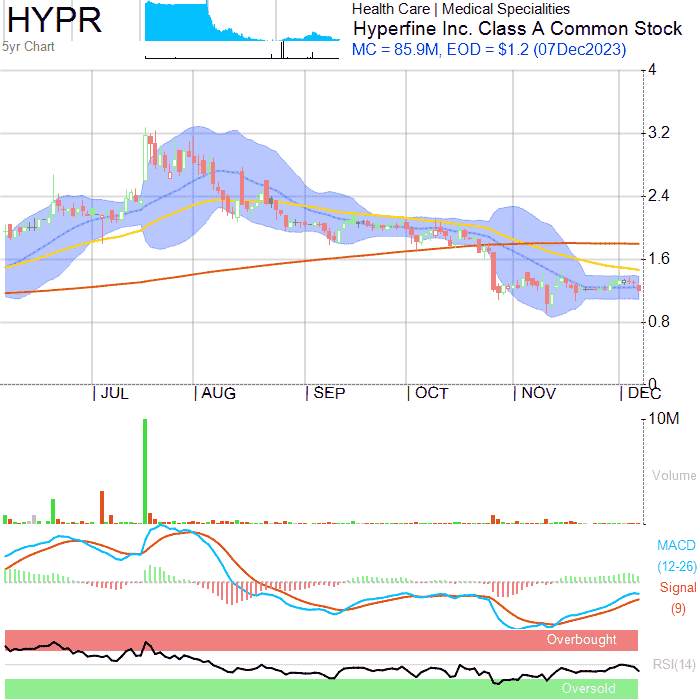 HYPR
5yr Chart
Health Care | Medical Specialities
Hyperfine Inc. Class A Common Stock
MC = 85.9M, EOD = $1.2 (07Dec2023)
4
3.2
2.4
1.6
0.8
0
JUL AUG SEP OCT NOV DEC
10M
Volume
MACD
(12-26)
Signal
(9)
Overbought
RSI(14)
Oversold